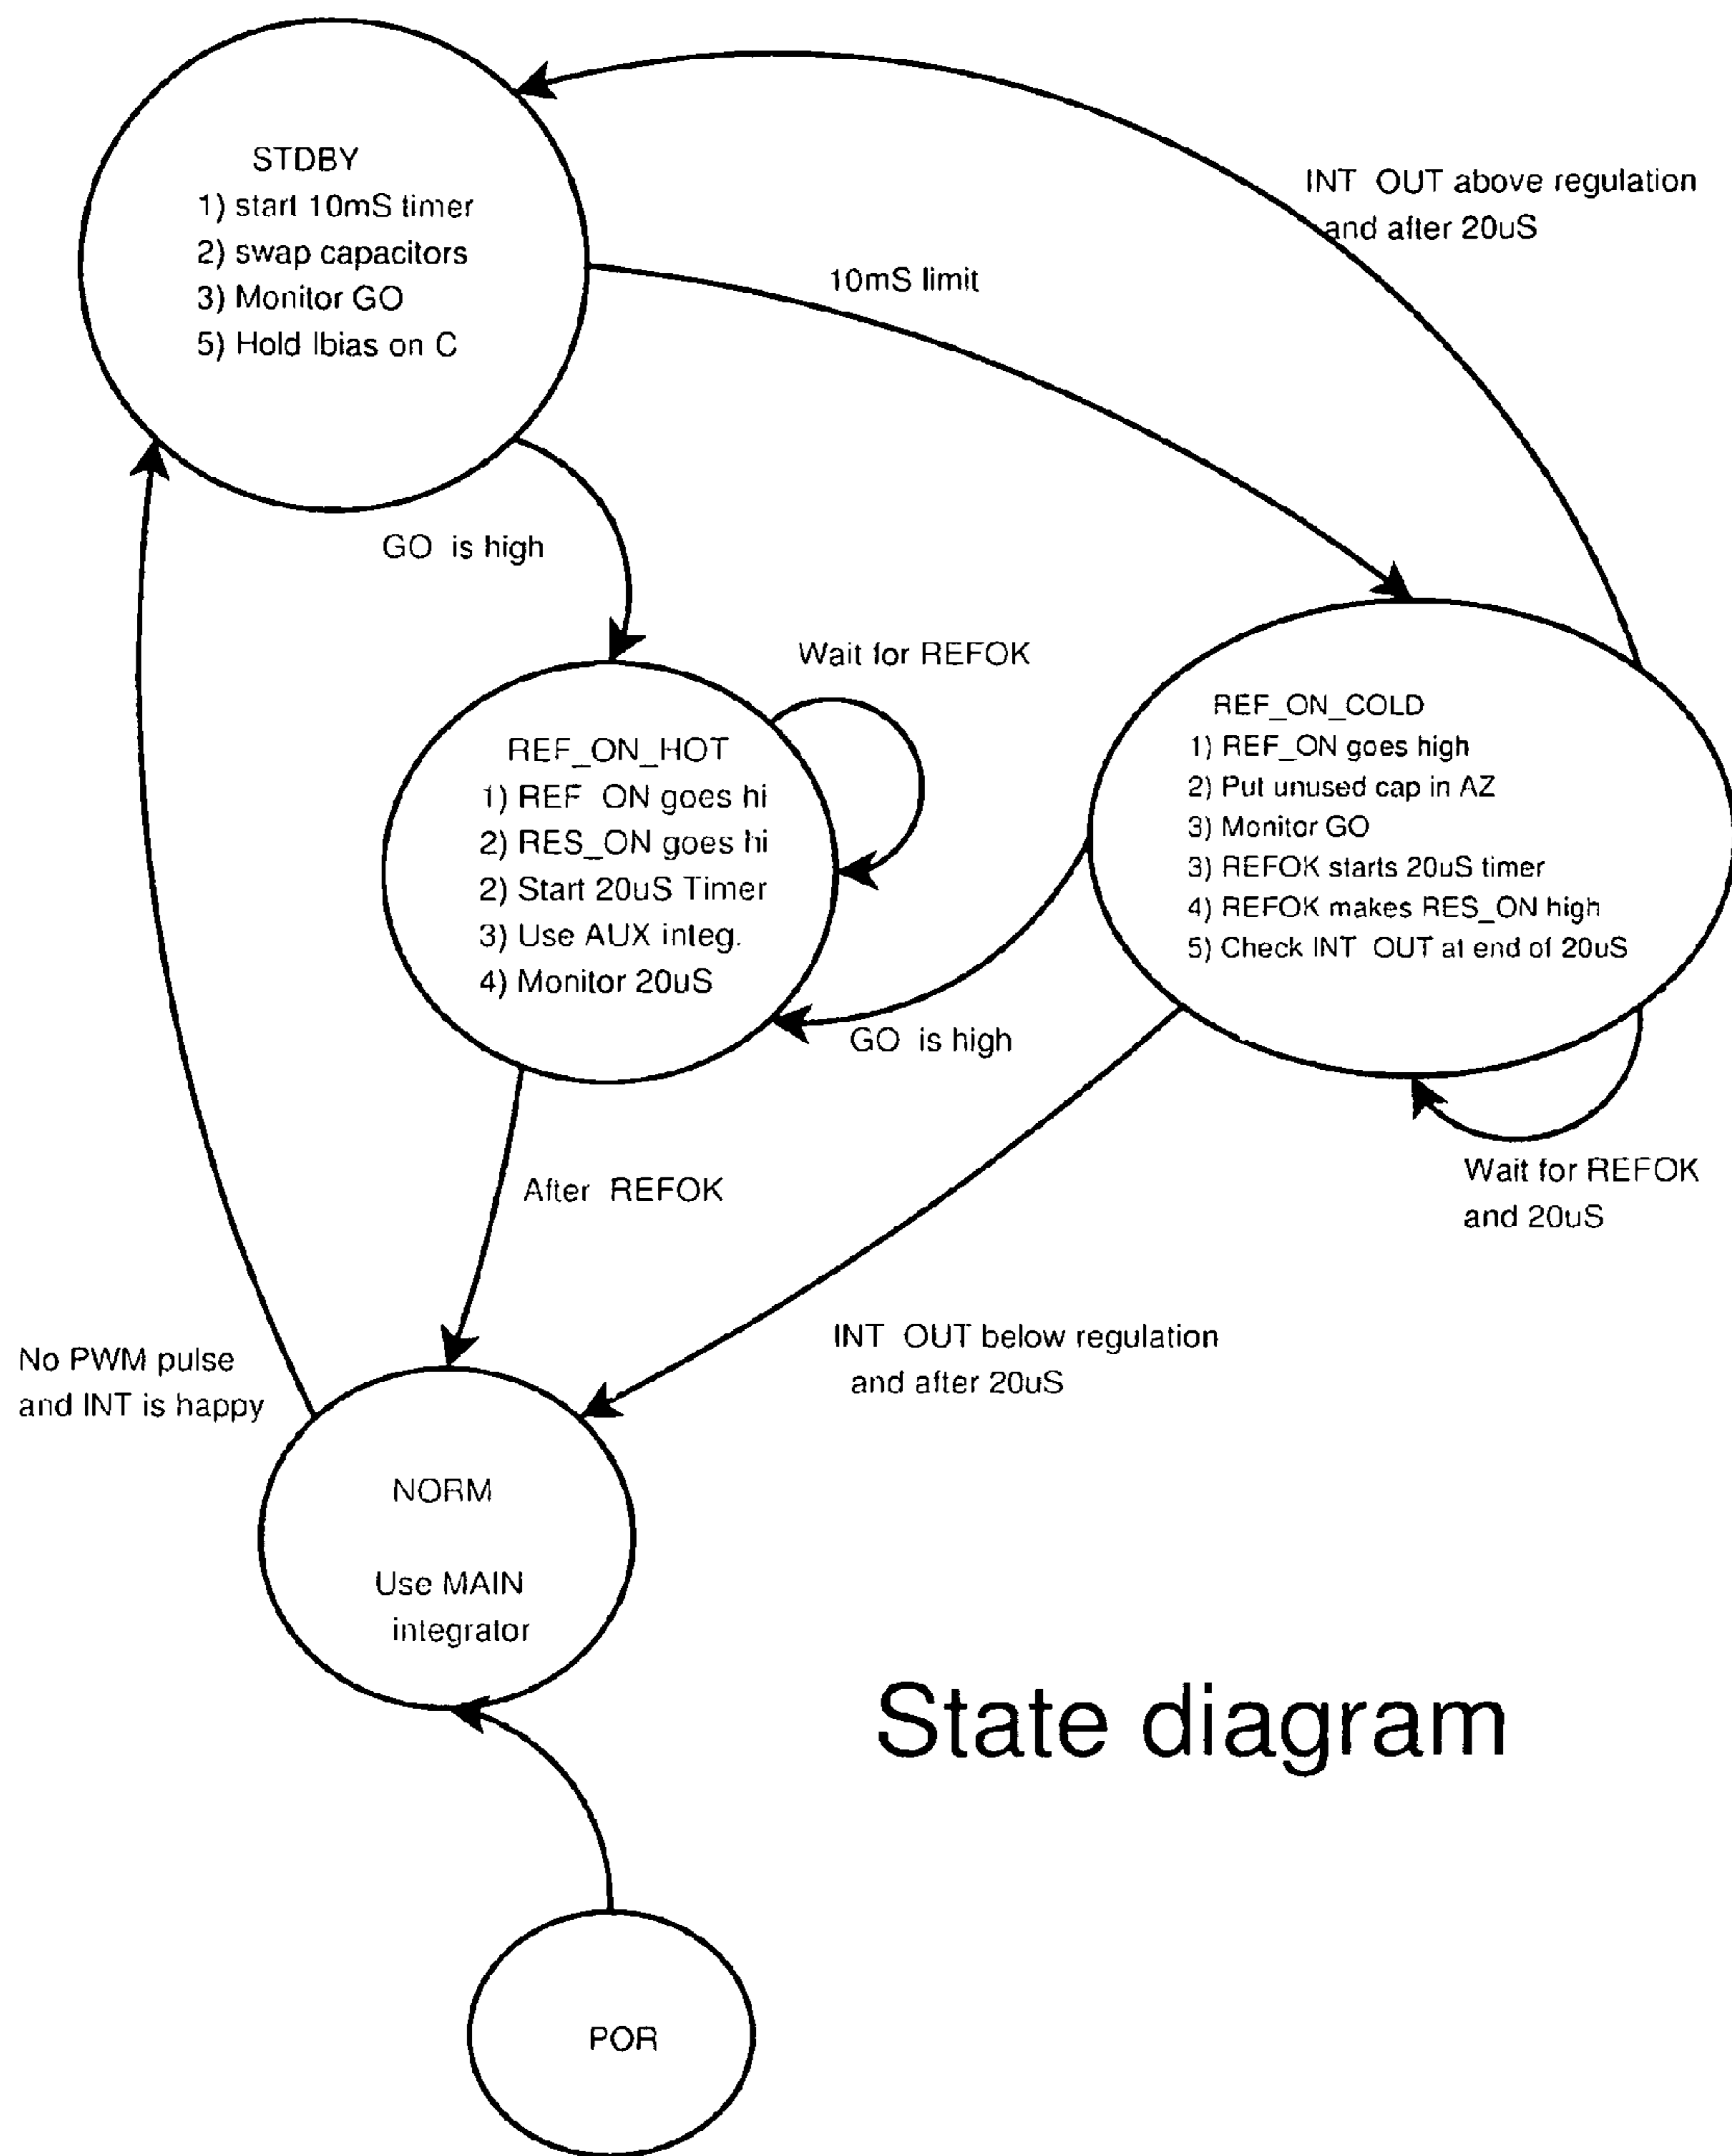 STDBY
1) start 10mS timer
2) swap capacitors
3) Monitor GO
5) Hold Ibias on C
INT OUT above regulation
and after 20uS
10mS limit
GO is high
Wait for REFOK
REF_ON_HOT
1) REF ON goes hi
2) RES_ON goes hi
2) Start 20uS Timer
3) Use AUX integ.
4) Monitor 20uS
REF_ON_COLD
1) REF_ON goes high
2) Put unused cap in AZ
3) Monitor GO
3) REFOK starts 20uS timer
4) REFOK makes RES_ON high
5) Check INT OUT at end of 20uS
GO is high
After REFOK
Wait for REFOK
and 20uS
INT OUT below regulation
and after 20uS
No PWM pulse
and INT is happy
NORM
Use MAIN
integrator
State diagram
POR